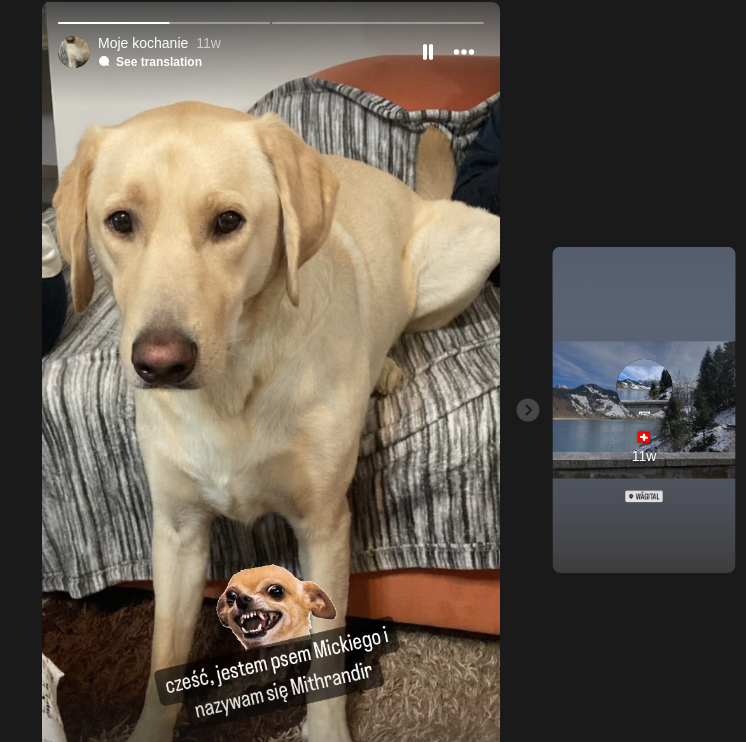 Moje kochanie 11w
See translation
cześć, jestem psem Mickiego i
nazywam się Mithrandir
11w
WÄGITAL